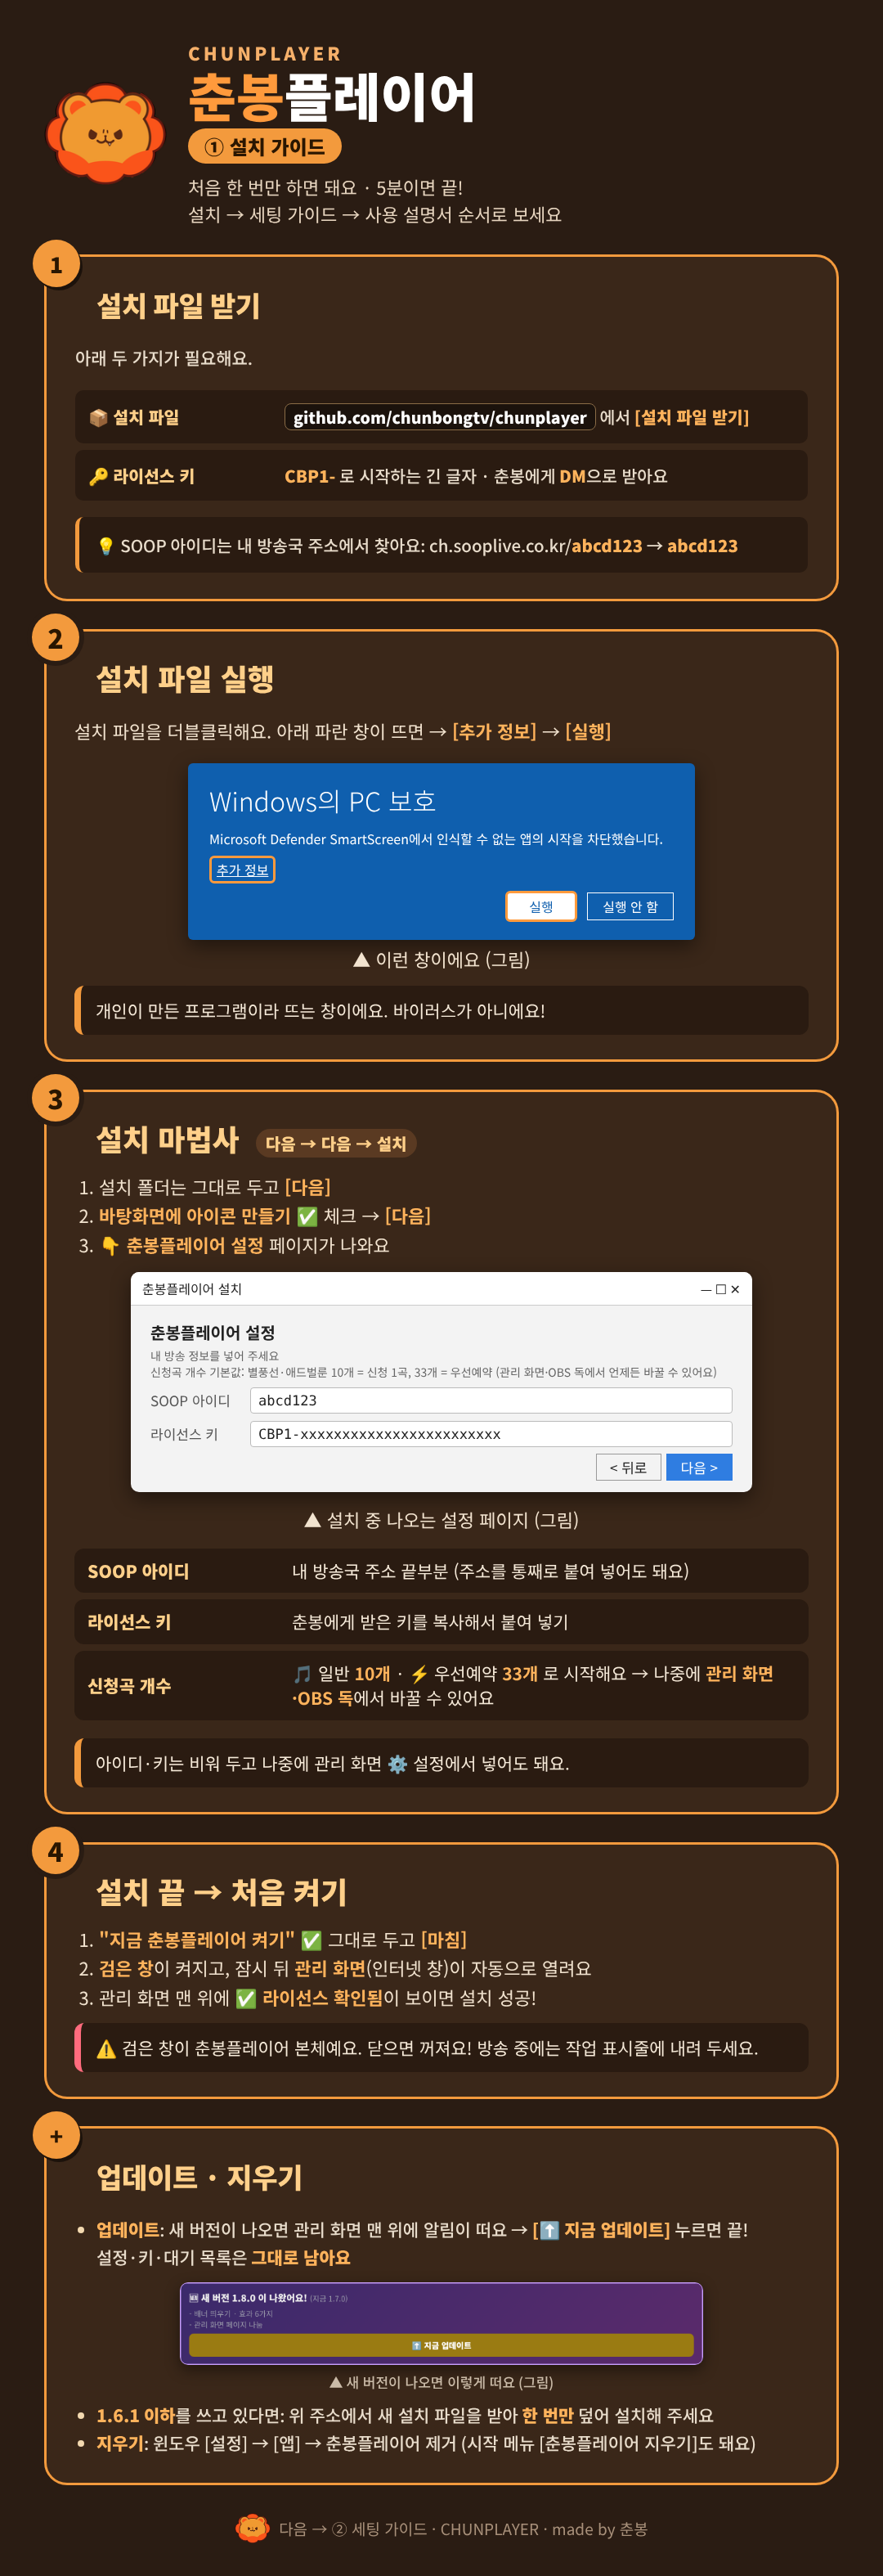 CHUNPLAYER
춘봉플레이어
① 설치 가이드
처음 한 번만 하면 돼요 · 5분이면 끝!
설치 → 세팅 가이드 → 사용 설명서 순서로 보세요
1
설치 파일 받기
아래 두 가지가 필요해요.
📦 설치 파일 github.com/chunbongtv/chunplayer 에서 [설치 파일 받기]
🔑 라이선스 키 CBP1- 로 시작하는 긴 글자 · 춘봉에게 DM으로 받아요
💡 SOOP 아이디는 내 방송국 주소에서 찾아요: ch.sooplive.co.kr/abcd123 → abcd123
2
설치 파일 실행
설치 파일을 더블클릭해요. 아래 파란 창이 뜨면 → [추가 정보] → [실행]
Windows의 PC 보호
Microsoft Defender SmartScreen에서 인식할 수 없는 앱의 시작을 차단했습니다.
추가 정보
실행 실행 안 함
▲ 이런 창이에요 (그림)
개인이 만든 프로그램이라 뜨는 창이에요. 바이러스가 아니에요!
3
설치 마법사 다음 → 다음 → 설치
1. 설치 폴더는 그대로 두고 [다음]
2. 바탕화면에 아이콘 만들기 ✅ 체크 → [다음]
3. 👇 춘봉플레이어 설정 페이지가 나와요
춘봉플레이어 설치 — ☐ ✕
춘봉플레이어 설정
내 방송 정보를 넣어 주세요
신청곡 개수 기본값: 별풍선·애드벌룬 10개 = 신청 1곡, 33개 = 우선예약 (관리 화면·OBS 독에서 언제든 바꿀 수 있어요)
SOOP 아이디 abcd123
라이선스 키 CBP1-xxxxxxxxxxxxxxxxxxxxxxxx
< 뒤로 다음 >
▲ 설치 중 나오는 설정 페이지 (그림)
SOOP 아이디 내 방송국 주소 끝부분 (주소를 통째로 붙여 넣어도 돼요)
라이선스 키 춘봉에게 받은 키를 복사해서 붙여 넣기
신청곡 개수 🎵 일반 10개 · ⚡ 우선예약 33개 로 시작해요 → 나중에 관리 화면
·OBS 독에서 바꿀 수 있어요
아이디·키는 비워 두고 나중에 관리 화면 ⚙️ 설정에서 넣어도 돼요.
4
설치 끝 → 처음 켜기
1. "지금 춘봉플레이어 켜기" ✅ 그대로 두고 [마침]
2. 검은 창이 켜지고, 잠시 뒤 관리 화면(인터넷 창)이 자동으로 열려요
3. 관리 화면 맨 위에 ✅ 라이선스 확인됨이 보이면 설치 성공!
⚠️ 검은 창이 춘봉플레이어 본체예요. 닫으면 꺼져요! 방송 중에는 작업 표시줄에 내려 두세요.
+
업데이트 · 지우기
• 업데이트: 새 버전이 나오면 관리 화면 맨 위에 알림이 떠요 → [⬆️ 지금 업데이트] 누르면 끝!
설정·키·대기 목록은 그대로 남아요
🆕 새 버전 1.8.0 이 나왔어요! (지금 1.7.0)
· 배너 띄우기 · 효과 6가지
· 관리 화면 페이지 나눔
⬆️ 지금 업데이트
▲ 새 버전이 나오면 이렇게 떠요 (그림)
• 1.6.1 이하를 쓰고 있다면: 위 주소에서 새 설치 파일을 받아 한 번만 덮어 설치해 주세요
• 지우기: 윈도우 [설정] → [앱] → 춘봉플레이어 제거 (시작 메뉴 [춘봉플레이어 지우기]도 돼요)
다음 → ② 세팅 가이드 · CHUNPLAYER · made by 춘봉